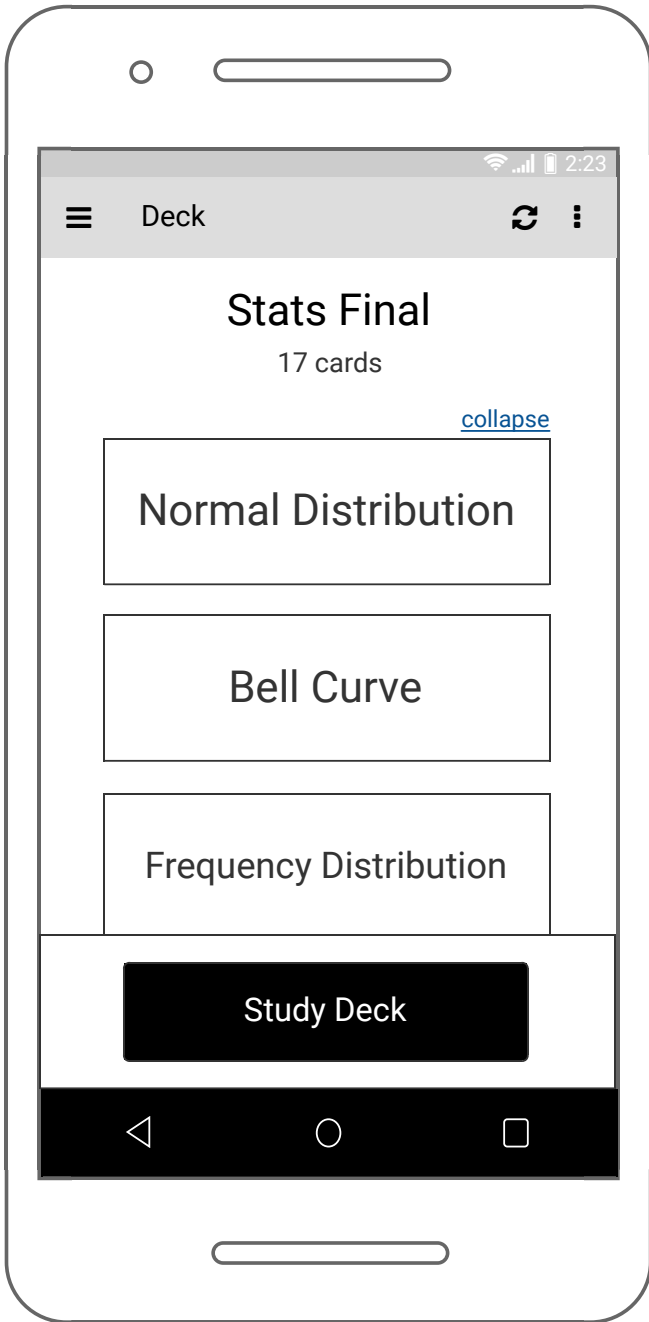 2:23
Deck
Stats Final
17 cards
collapse
Normal Distribution
Bell Curve
Frequency Distribution
Study Deck